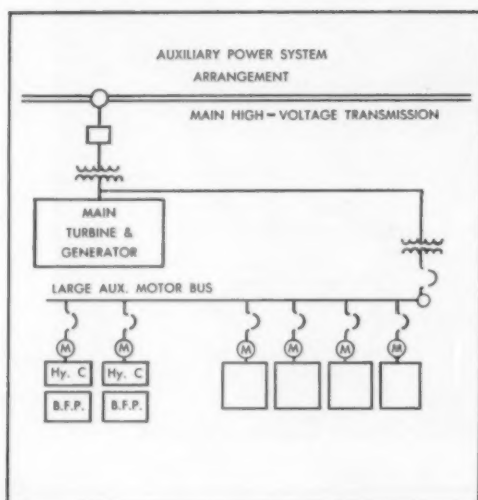 AUXILIARY POWER SYSTEM
ARRANGEMENT
MAIN HIGH-VOLTAGE TRANSMISSION
MAIN
TURBINE &
GENERATOR
LARGE AUX. MOTOR BUS
M M M M M M
Hy. C Hy. C
B.F.P. B.F.P.